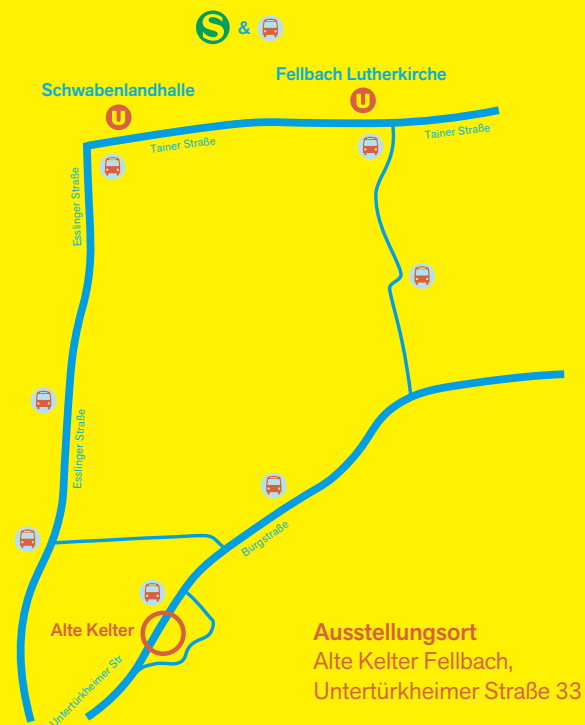 S &
Schwabenlandhalle
Fellbach Lutherkirche
U
U
Tainer Straße
Tainer Straße
Esslinger Straße
Esslinger Straße
Burgstraße
Alte Kelter
Untertürkheimer Str
Ausstellungsort
Alte Kelter Fellbach,
Untertürkheimer Straße 33